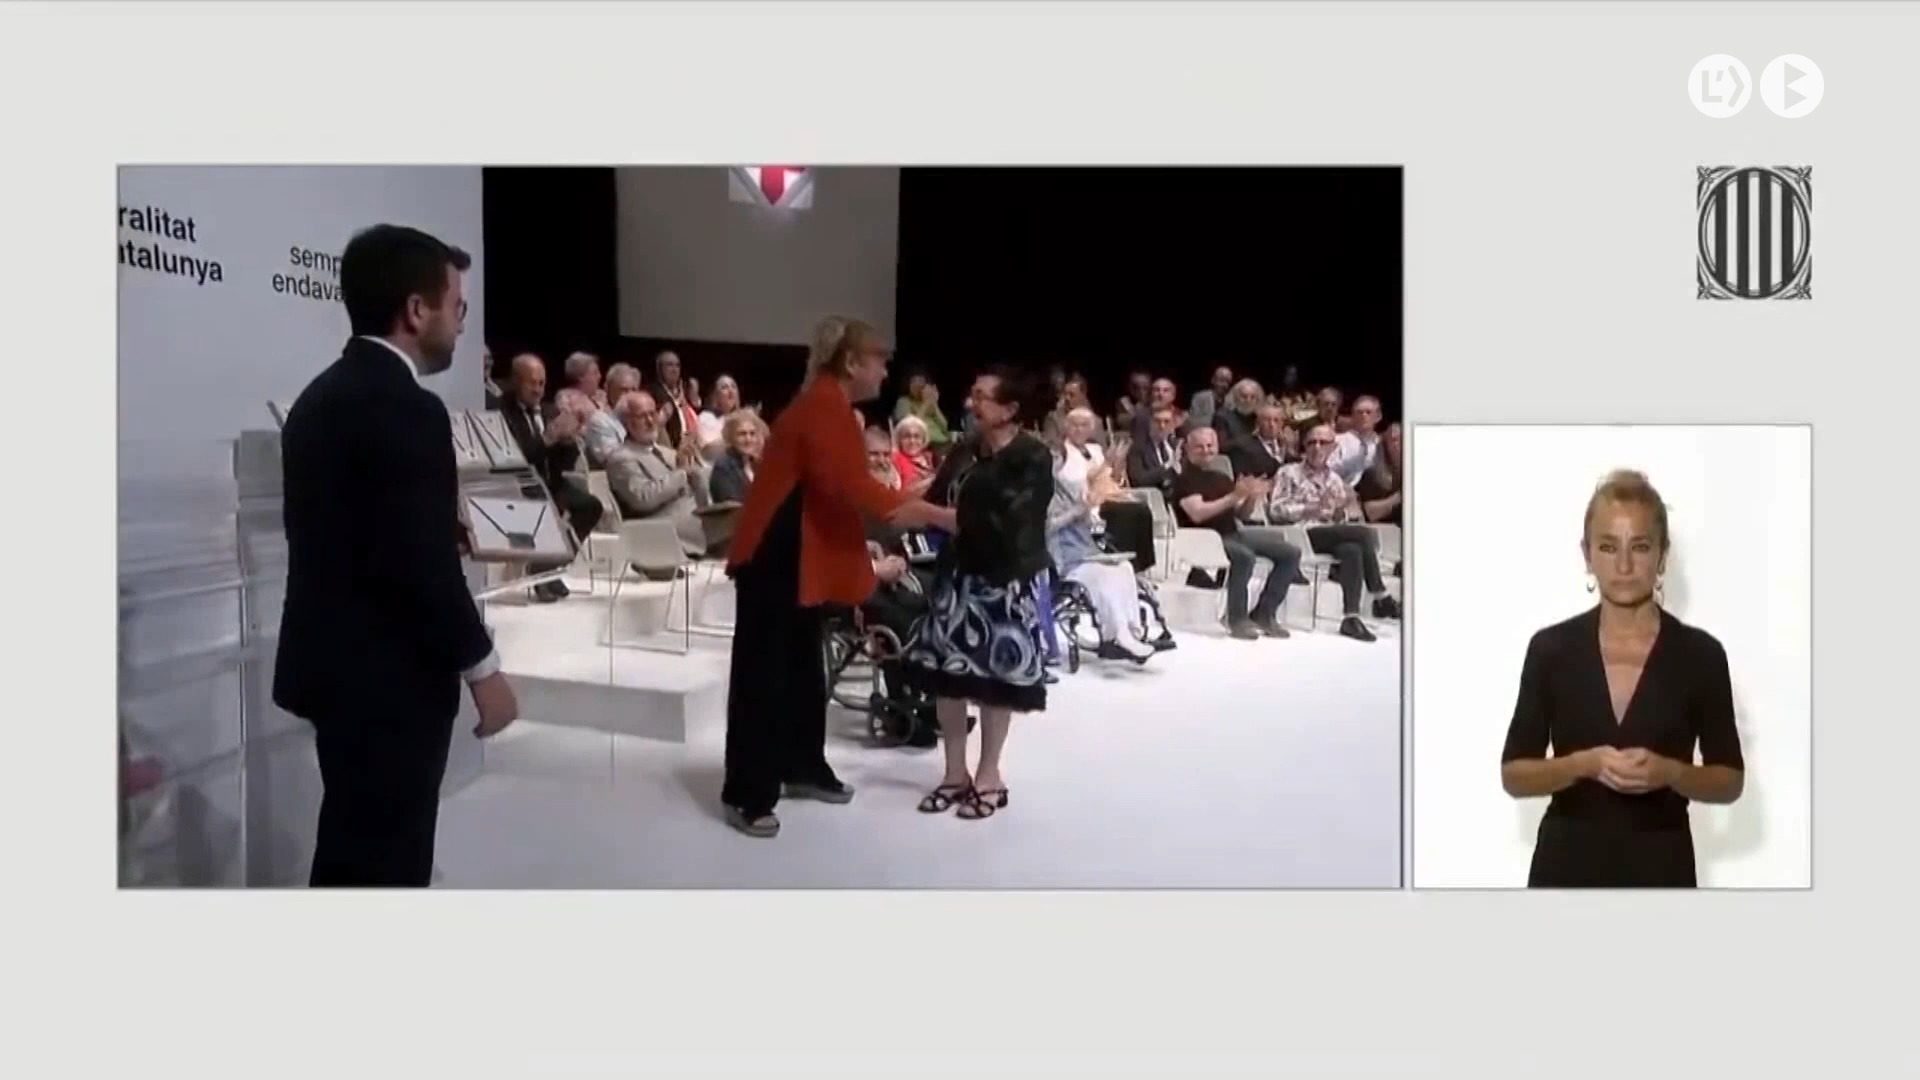 L'
ralitat
atalunya
semp
endava